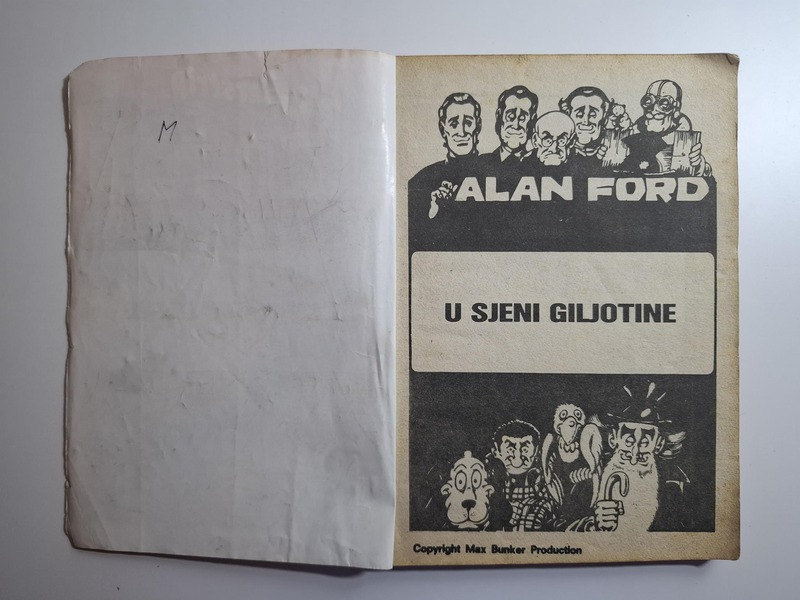 M
ALAN FORD
U SJENI GILJOTINE
Copyright Max Bunker Production